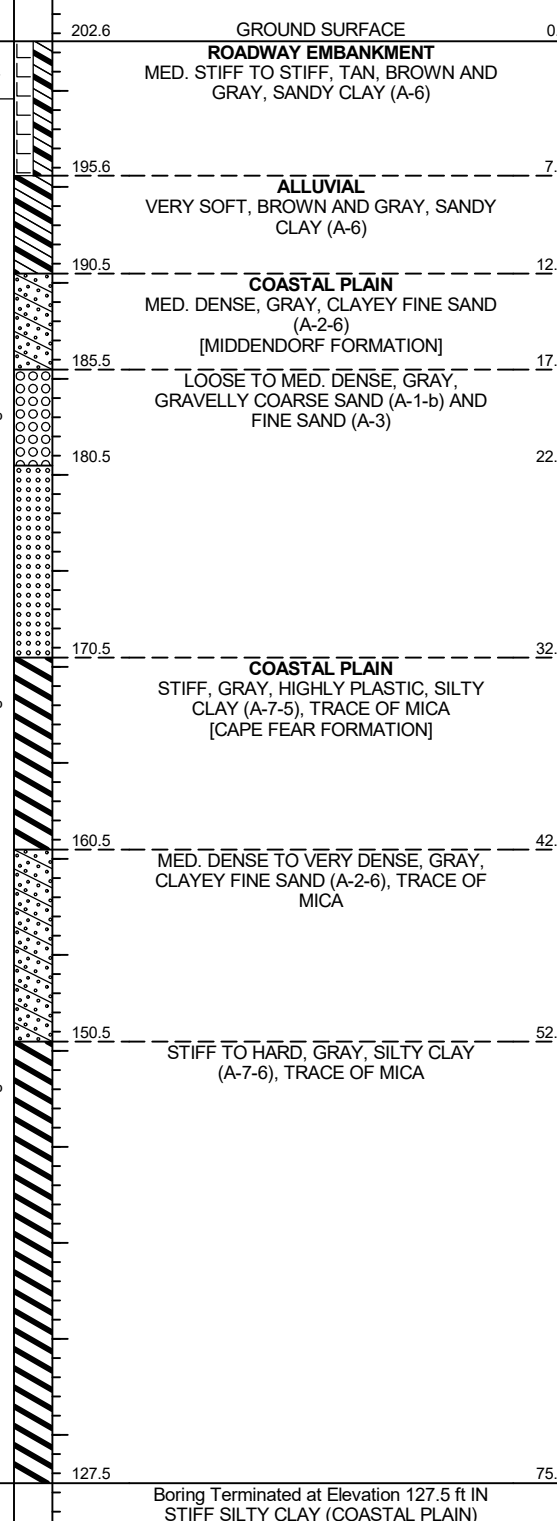 202.6 GROUND SURFACE 0.
ROADWAY EMBANKMENT
MED. STIFF TO STIFF, TAN, BROWN AND
GRAY, SANDY CLAY (A-6)
195.6 7.
ALLUVIAL
VERY SOFT, BROWN AND GRAY, SANDY
CLAY (A-6)
190.5 12.
COASTAL PLAIN
MED. DENSE, GRAY, CLAYEY FINE SAND
(A-2-6)
[MIDDENDORF FORMATION]
185.5 17.
LOOSE TO MED. DENSE, GRAY,
GRAVELLY COARSE SAND (A-1-b) AND
FINE SAND (A-3)
180.5 22.
170.5 32.
COASTAL PLAIN
STIFF, GRAY, HIGHLY PLASTIC, SILTY
CLAY (A-7-5), TRACE OF MICA
[CAPE FEAR FORMATION]
160.5 42.
MED. DENSE TO VERY DENSE, GRAY,
CLAYEY FINE SAND (A-2-6), TRACE OF
MICA
150.5 52.
STIFF TO HARD, GRAY, SILTY CLAY
(A-7-6), TRACE OF MICA
127.5 75.
Boring Terminated at Elevation 127.5 ft IN
STIFF SILTY CLAY (COASTAL PLAIN)